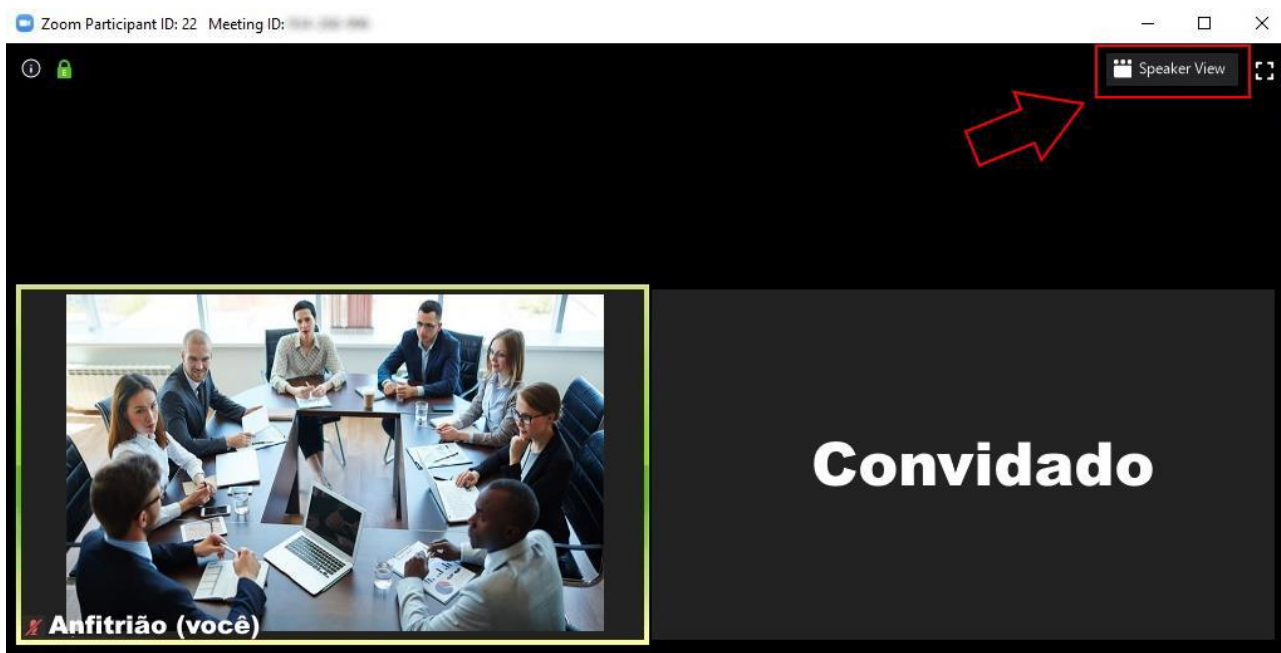 Zoom Participant ID: 22 Meeting ID:
Speaker View
Convidado
Anfitrião (você)